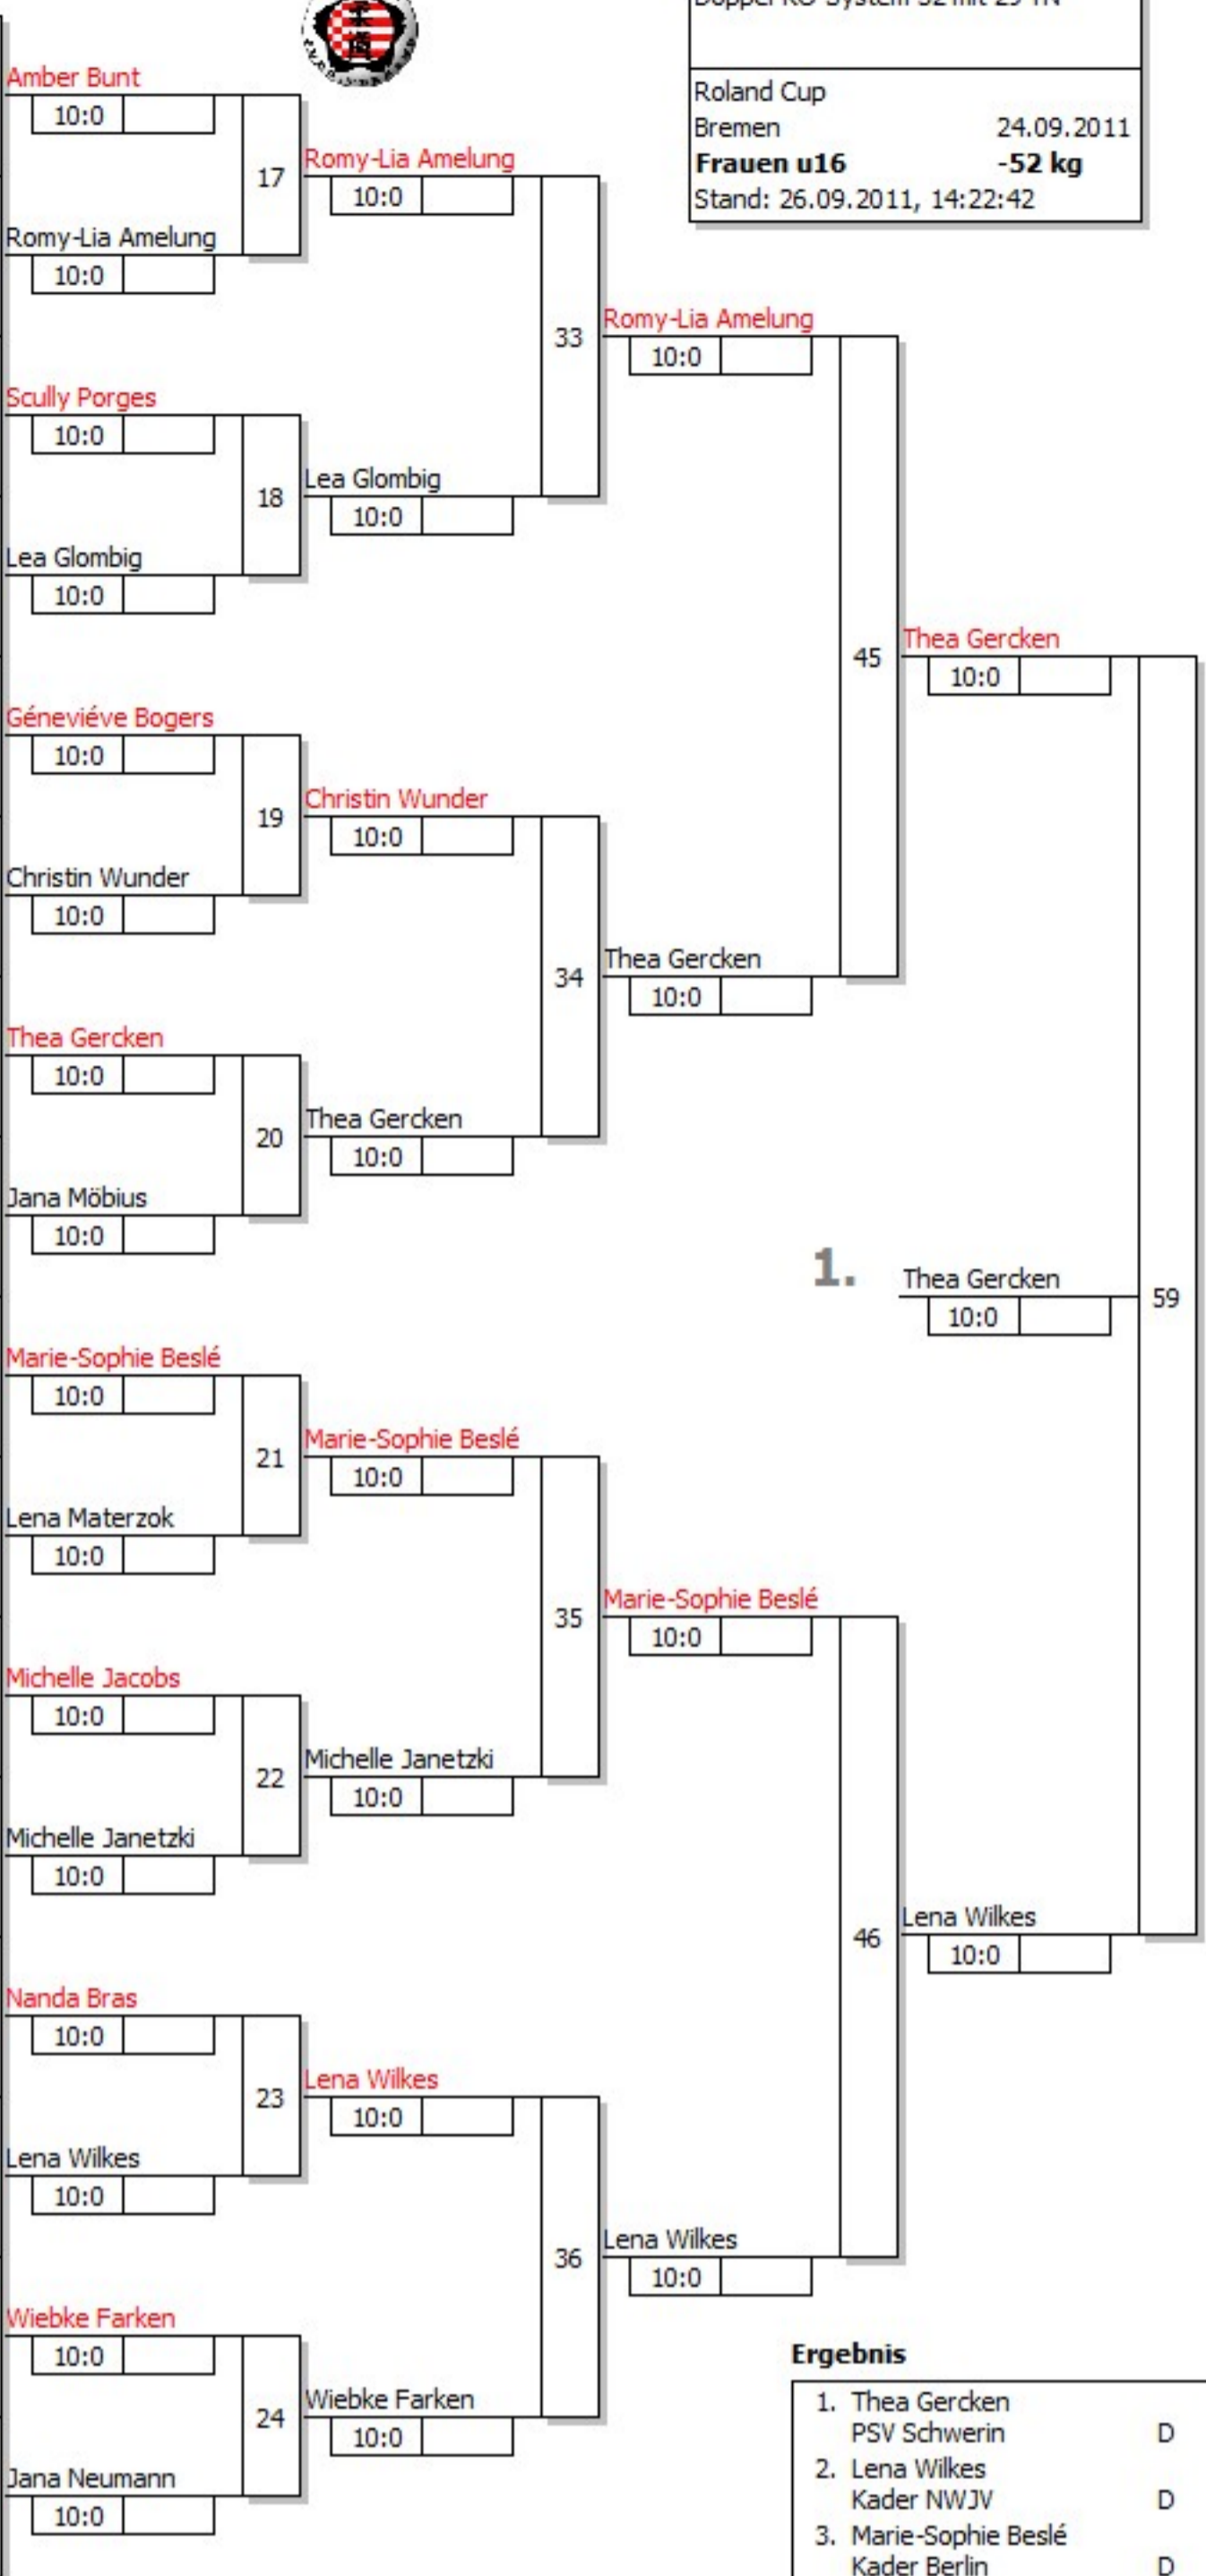 Doppel-KO-System 32 mit 29 TN
Roland Cup
Bremen 24.09.2011
Frauen u16 -52 kg
Stand: 26.09.2011, 14:22:42
Amber Bunt
10:0
17
Romy-Lia Amelung
10:0
Romy-Lia Amelung
10:0
33
Romy-Lia Amelung
10:0
Scully Porges
10:0
18
Lea Glombig
10:0
Lea Glombig
10:0
45
Thea Gercken
10:0
Géneviéve Bogers
10:0
19
Christin Wunder
10:0
Christin Wunder
10:0
34
Thea Gercken
10:0
Thea Gercken
10:0
20
Thea Gercken
10:0
Jana Möbius
10:0
1.
Thea Gercken
10:0
59
Marie-Sophie Beslé
10:0
21
Marie-Sophie Beslé
10:0
Lena Materzok
10:0
35
Marie-Sophie Beslé
10:0
Michelle Jacobs
10:0
22
Michelle Janetzki
10:0
Michelle Janetzki
10:0
46
Lena Wilkes
10:0
Nanda Bras
10:0
23
Lena Wilkes
10:0
Lena Wilkes
10:0
36
Lena Wilkes
10:0
Wiebke Farken
10:0
24
Wiebke Farken
10:0
Jana Neumann
10:0
Ergebnis
1. Thea Gercken
PSV Schwerin D
2. Lena Wilkes
Kader NWJV D
3. Marie-Sophie Beslé
Kader Berlin D